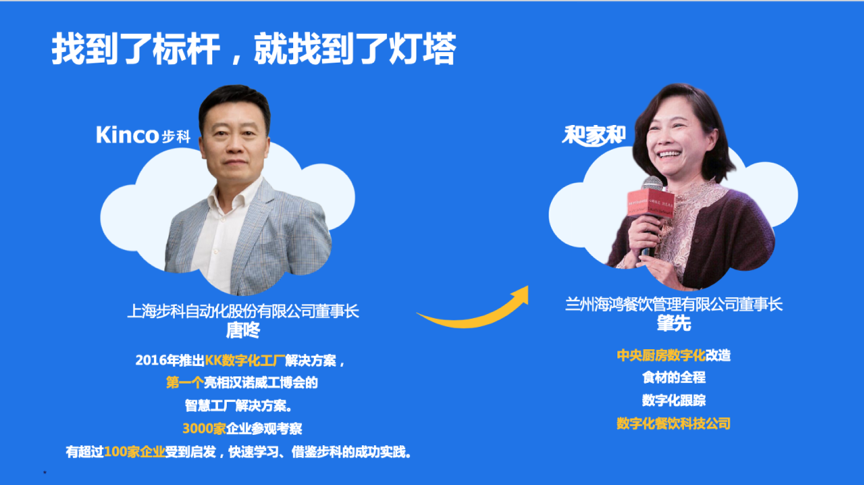 找到了标杆，就找到了灯塔
Kinco步科
和家和
上海步科自动化股份有限公司董事长
唐咚
2016年推出KK数字化工厂解决方案，
第一个亮相汉诺威工博会的
智慧工厂解决方案。
3000家企业参观考察
有超过100家企业受到启发，快速学习、借鉴步科的成功实践。
兰州海鸿餐饮管理有限公司董事长
肇先
中央厨房数字化改造
食材的全程
数字化跟踪
数字化餐饮科技公司